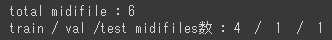 total midifile : 6
train / val /test midifiles数 : 4  /  1  /  1